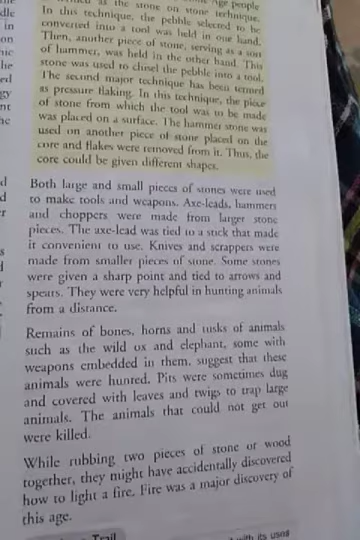 as the stone on stone technique.
In this technique, the pebble selected to be
converted into a tool was held in one hand.
Then, another piece of stone, serving as a sort
of hammer, was held in the other hand. This
stone was used to chisel the pebble into a tool.
The second major technique has been termed
as pressure flaking. In this technique, the piece
of stone from which the tool was to be made
was placed on a surface. The hammer stone was
used on another piece of stone placed on the
core and flakes were removed from it. Thus, the
core could be given different shapes.
Both large and small pieces of stones were used
to make tools and weapons. Axe-leads, hammers
and choppers were made from larger stone
pieces. The axe-lead was tied to a stick that made
it convenient to use. Knives and scrappers were
made from smaller pieces of stone. Some stones
were given a sharp point and tied to arrows and
spears. They were very helpful in hunting animals
from a distance.
Remains of bones, horns and tusks of animals
such as the wild ox and elephant, some with
weapons embedded in them, suggest that these
animals were hunted. Pits were sometimes dug
and covered with leaves and twigs to trap large
animals. The animals that could not get out
were killed.
While rubbing two pieces of stone or wood
together, they might have accidentally discovered
how to light a fire. Fire was a major discovery of
this age.
Trail
with its uses